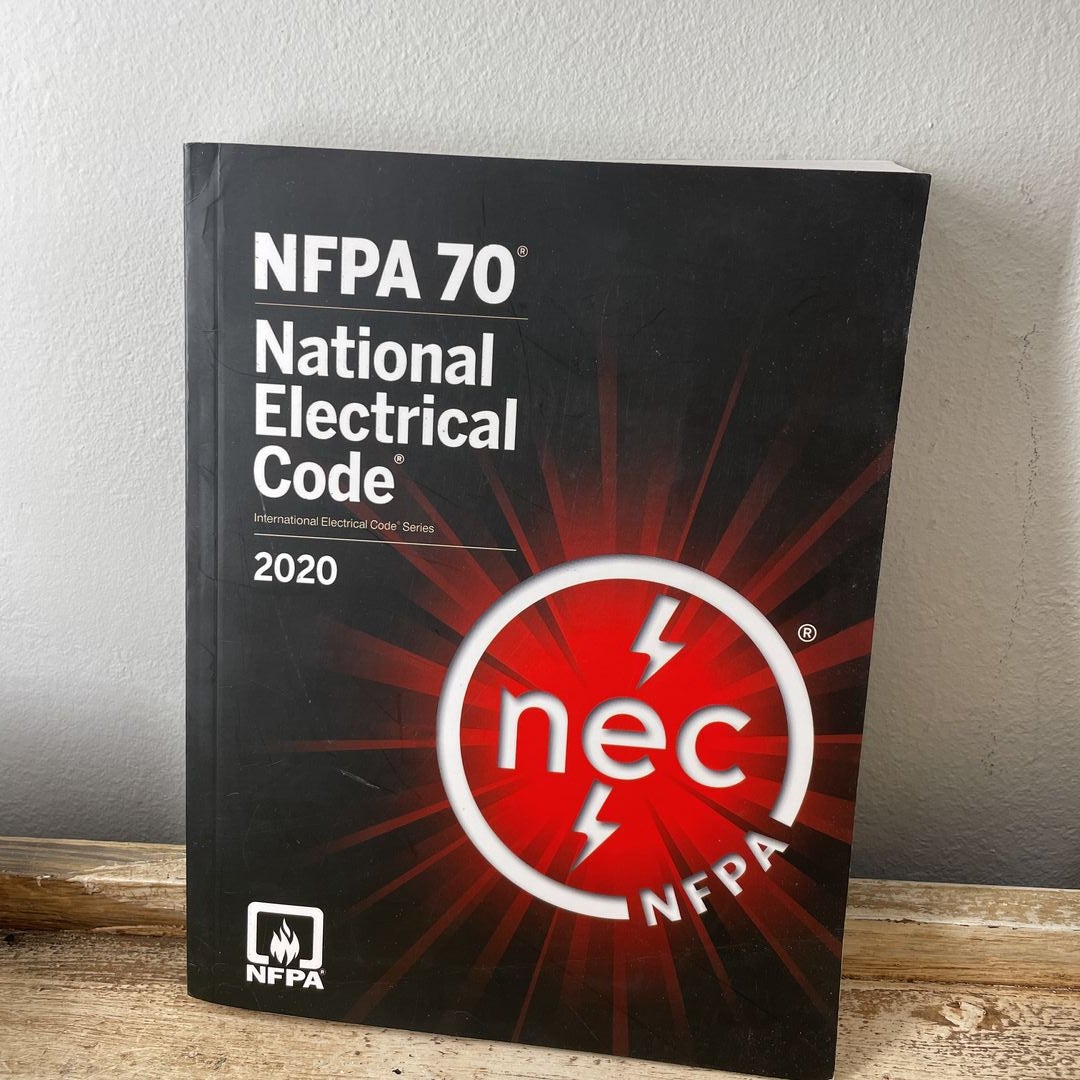 NFPA 70®
National
Electrical
Code®
International Electrical Code® Series
2020
®
nec
NFPA
NFPA®